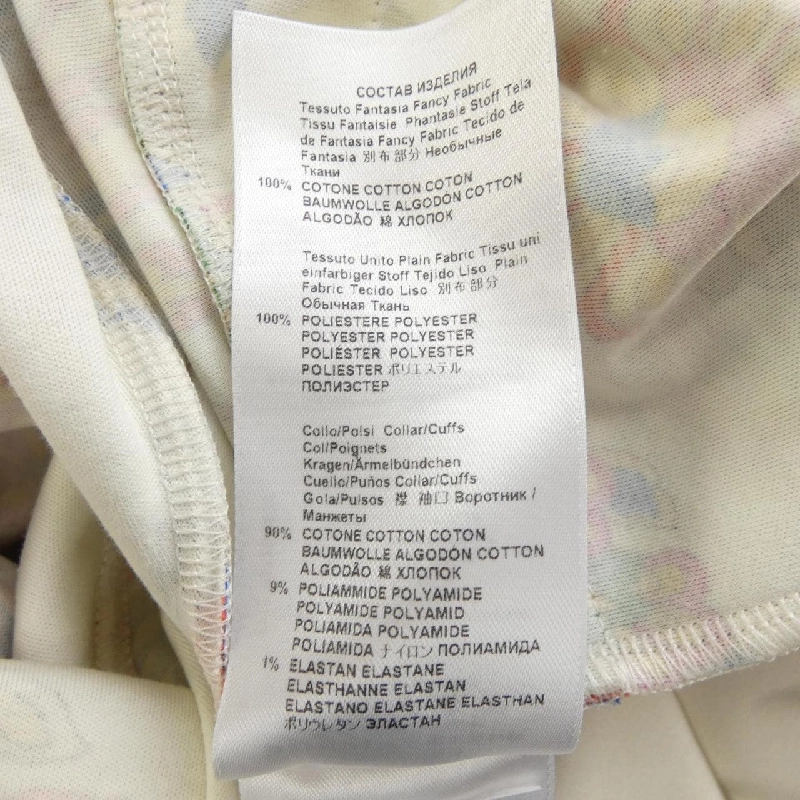 СОСТАВ ИЗДЕЛИЯ
Tessuto Fantasia Fancy Fabric
Tissu Fantaisie Phantasie Stoff Tela
de Fantasia Fancy Fabric Tecido de
Fantasia 別布部分 Необычные
Ткани
100% COTONE COTTON COTON
BAUMWOLLE ALGODÓN COTTON
ALGODÃO 綿 ХЛОПОК
Tessuto Unito Plain Fabric Tissu uni
einfarbiger Stoff Tejido Liso Plain
Fabric Tecido Liso 別布部分
Обычная Ткань
100% POLIESTERE POLYESTER
POLYESTER POLYESTER
POLIÉSTER POLYESTER
POLIESTER ポリエステル
ПОЛИЭСТЕР
Collo/Polsi Collar/Cuffs
Col/Poignets
Kragen/Ärmelbündchen
Cuello/Puños Collar/Cuffs
Gola/Pulsos 襟 袖口 Воротник /
Манжеты
90% COTONE COTTON COTON
BAUMWOLLE ALGODÓN COTTON
ALGODÃO 綿 ХЛОПОК
9% POLIAMMIDE POLYAMIDE
POLYAMIDE POLYAMID
POLIAMIDA POLYAMIDE
POLIAMIDA ナイロン ПОЛИАМИДА
1% ELASTAN ELASTANE
ELASTHANNE ELASTAN
ELASTANO ELASTANE ELASTHAN
ポリウレタン ЭЛАСТАН